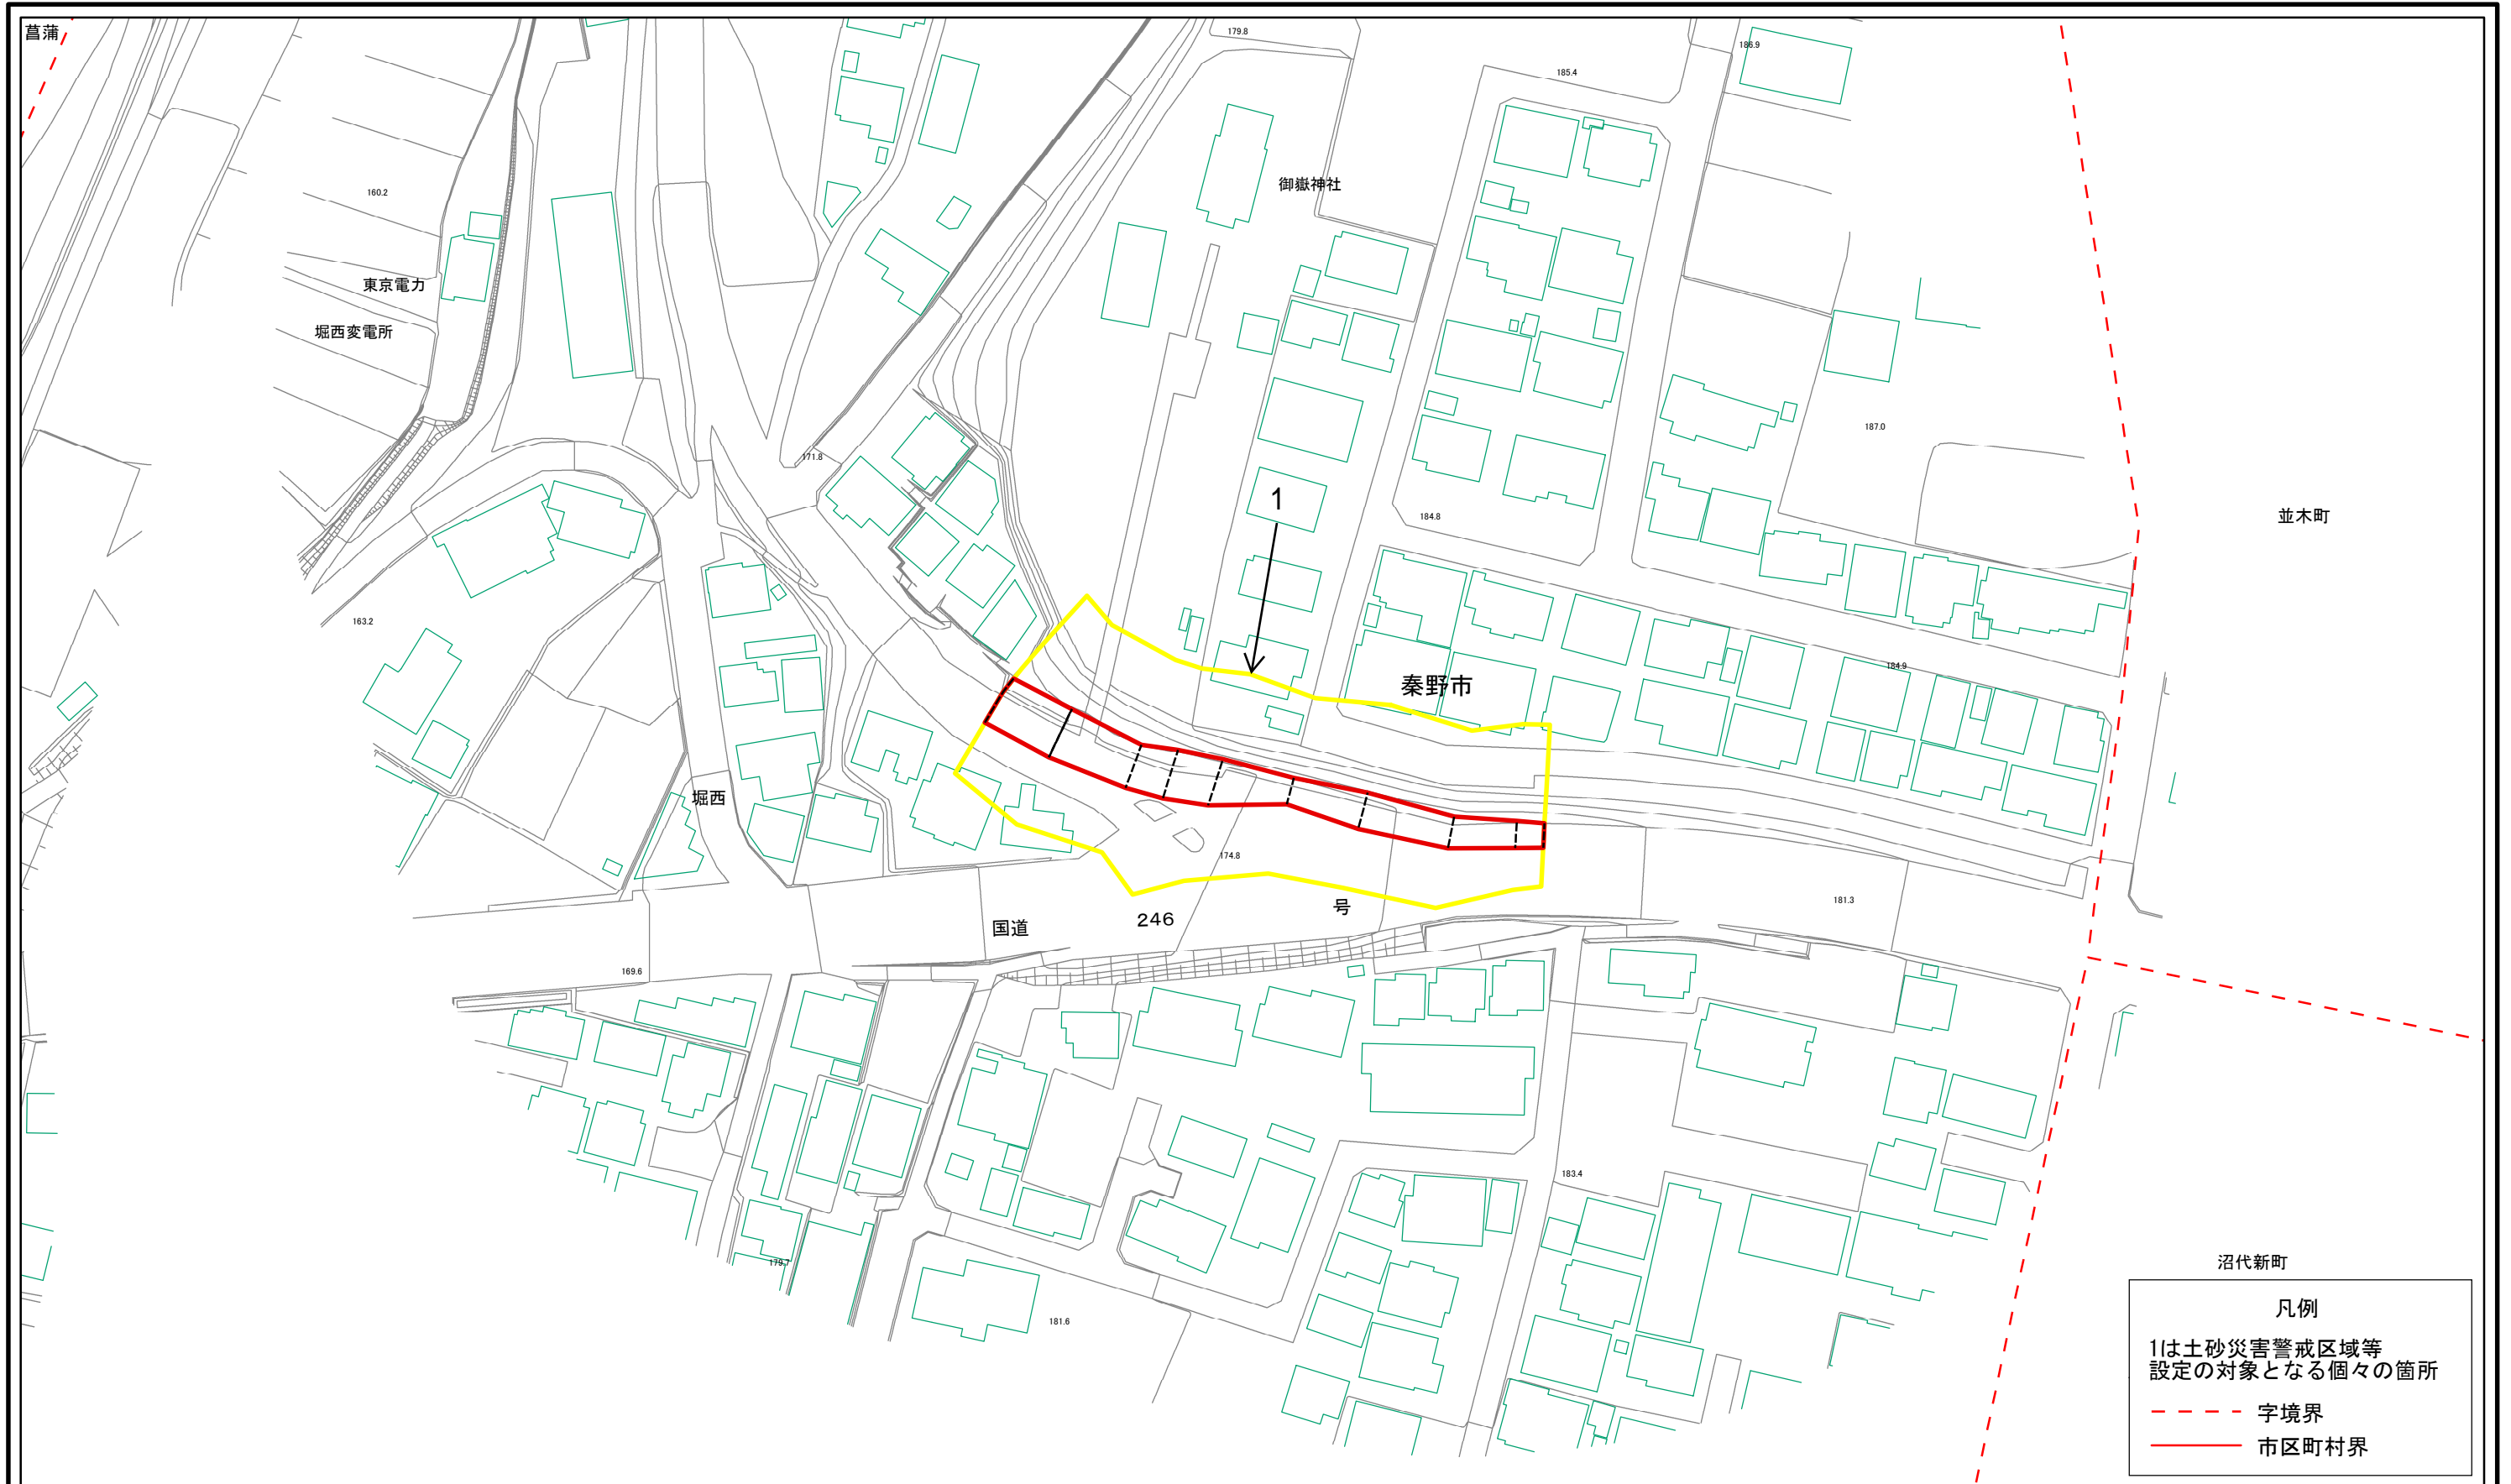 菖蒲
179.8
186.9
185.4
160.2
御嶽神社
東京電力
堀西変電所
187.0
171.8
1
184.8
並木町
163.2
184.9
秦野市
堀西
174.8
181.3
国道
246
号
169.6
183.4
179.7
沼代新町
181.6
凡例
1は土砂災害警戒区域等
設定の対象となる個々の箇所
字境界
市区町村界